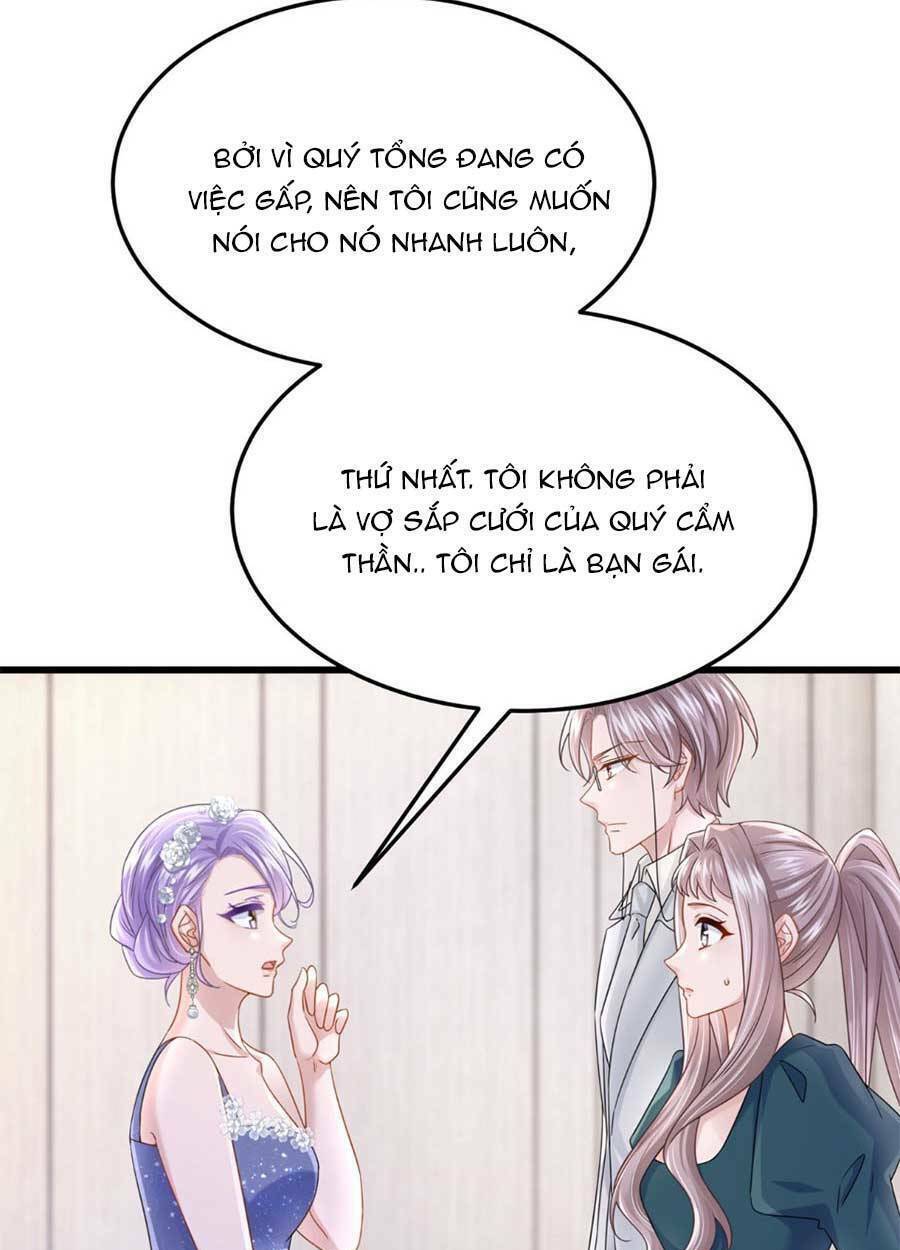 BỞI VÌ QUÝ TỔNG ĐANG CÓ
VIỆC GẤP, NÊN TÔI CŨNG MUỐN
NÓI CHO NÓ NHANH LUÔN,
THỨ NHẤT. TÔI KHÔNG PHẢI
LÀ VỢ SẮP CƯỚI CỦA QUÝ CẨM
THẦN.. TÔI CHỈ LÀ BẠN GÁI.